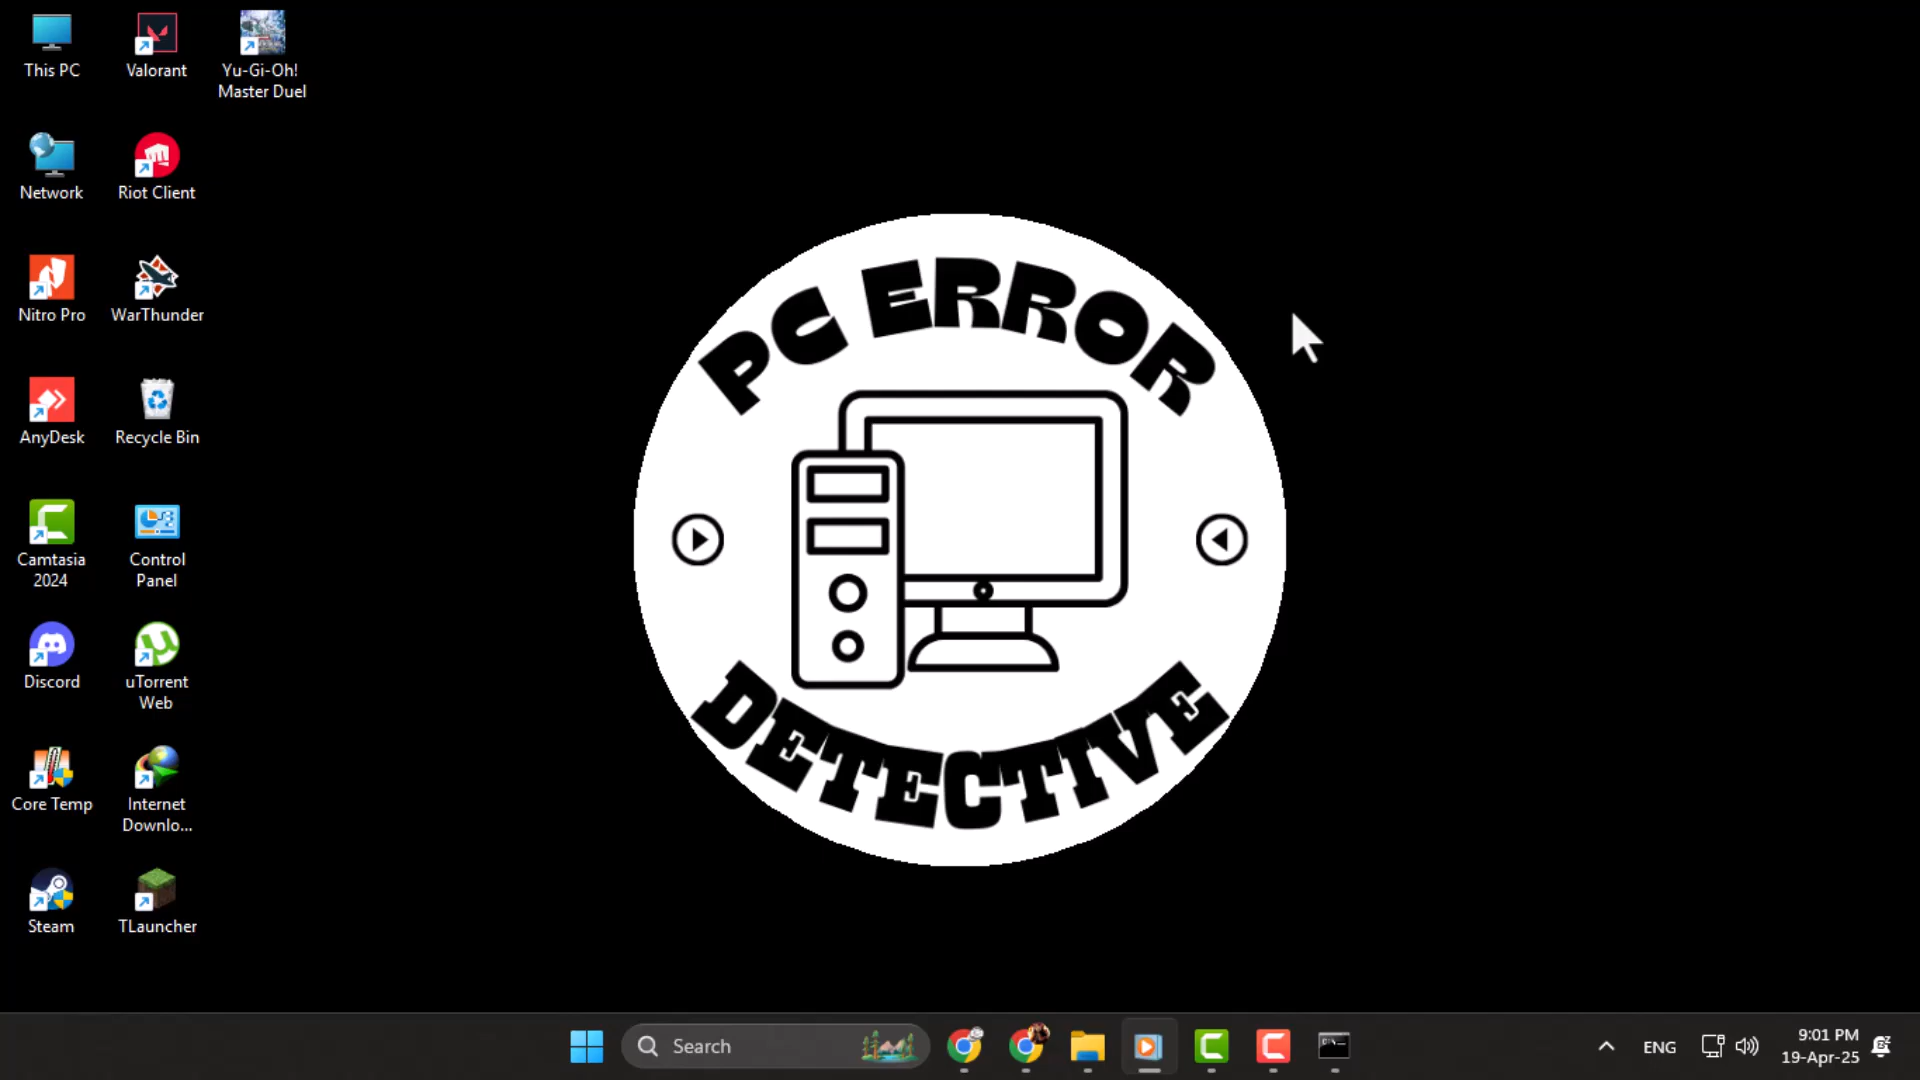 This PC
Valorant
Yu-Gi-Oh!
Master Duel
Network
Riot Client
Nitro Pro
WarThunder
AnyDesk
Recycle Bin
Camtasia
2024
Control
Panel
Discord
uTorrent
Web
Core Temp
Internet
Downlo...
Steam
TLauncher
PC ERROR
DETECTIVE
Search
ENG
9:01 PM
19-Apr-25